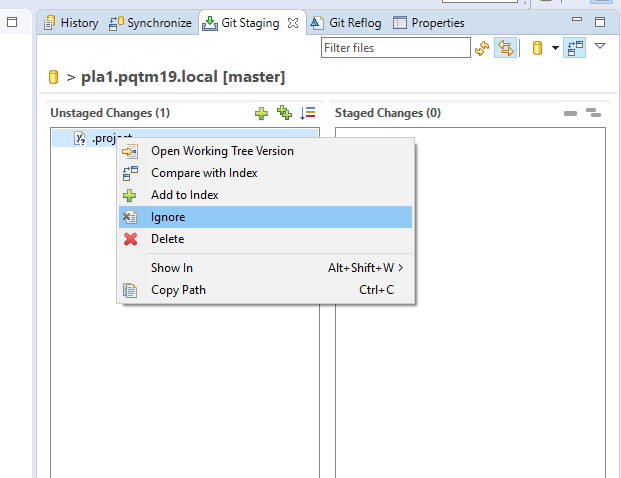 History Synchronize Git Staging Git Reflog Properties
Filter files
> pla1.pqtm19.local [master]
Unstaged Changes (1) Staged Changes (0)
.project
Open Working Tree Version
Compare with Index
Add to Index
Ignore
Delete
Show In Alt+Shift+W >
Copy Path Ctrl+C